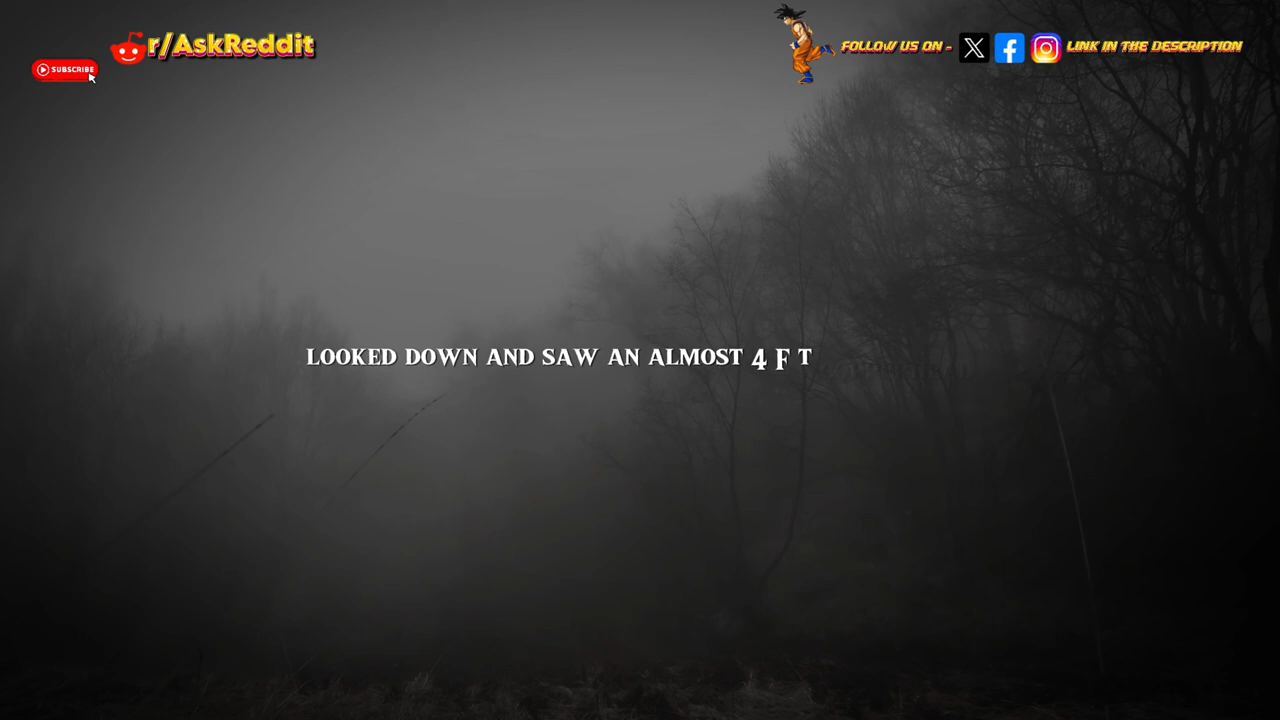 r/AskReddit
SUBSCRIBE
FOLLOW US ON -
LINK IN THE DESCRIPTION
LOOKED DOWN AND SAW AN ALMOST 4 F T